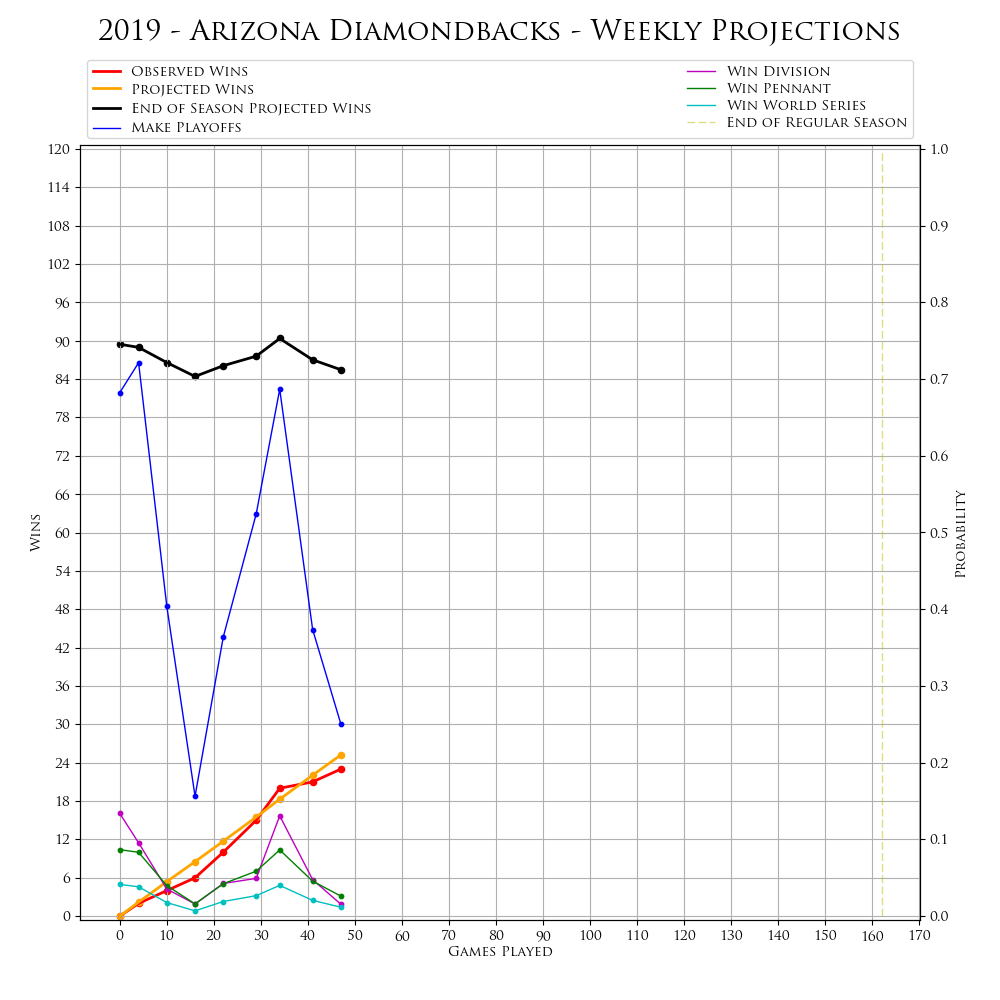 2019 - Arizona Diamondbacks - Weekly Projections
Observed Wins
Projected Wins
End of Season Projected Wins
Make Playoffs
Win Division
Win Pennant
Win World Series
End of Regular Season
120
114
108
102
96
90
84
78
72
66
60
54
48
42
36
30
24
18
12
6
0
Wins
1.0
0.9
0.8
0.7
0.6
0.5
0.4
0.3
0.2
0.1
0.0
Probability
0 10 20 30 40 50 60 70 80 90 100 110 120 130 140 150 160 170
Games Played